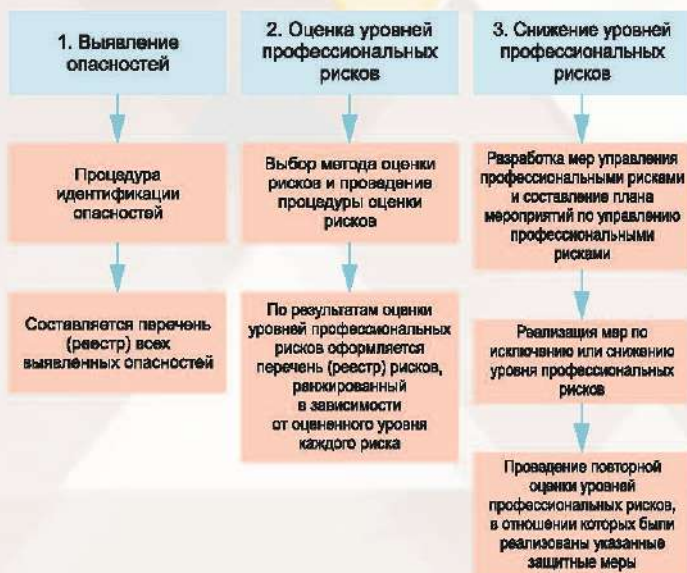 1. Выявление
опасностей
Процедура
идентификации
опасностей
Составляется перечень
(реестр) всех
выявленных опасностей
2. Оценка уровней
профессиональных
рисков
Выбор метода оценки
рисков и проведение
процедуры оценки
рисков
По результатам оценки
уровней профессиональных
рисков оформляется
перечень (реестр) рисков,
ранжированный
в зависимости
от оцененного уровня
каждого риска
3. Снижение уровней
профессиональных
рисков
Разработка мер управления
профессиональными рисками
и составление плана
мероприятий по управлению
профессиональными
рисками
Реализация мер по
исключению или снижению
уровня профессиональных
рисков
Проведение повторной
оценки уровней
профессиональных рисков,
в отношении которых были
реализованы указанные
защитные меры